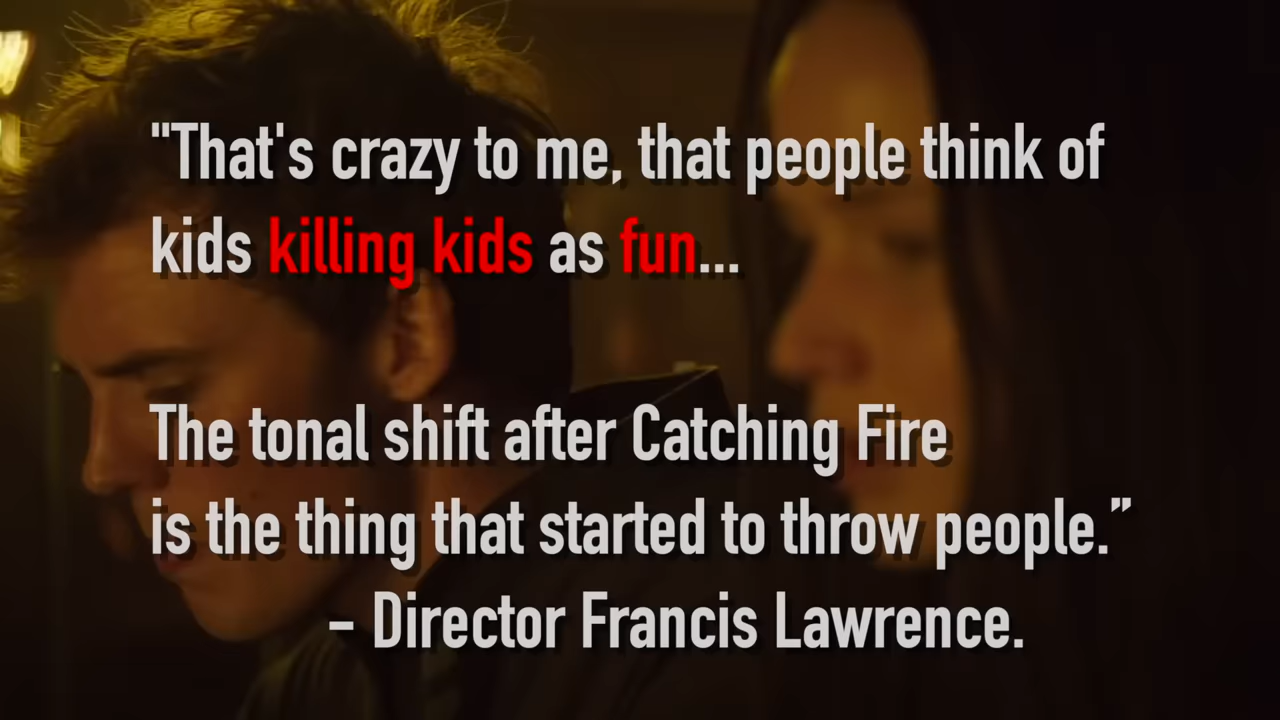 "That's crazy to me, that people think of
kids killing kids as fun...
The tonal shift after Catching Fire
is the thing that started to throw people.”
- Director Francis Lawrence.